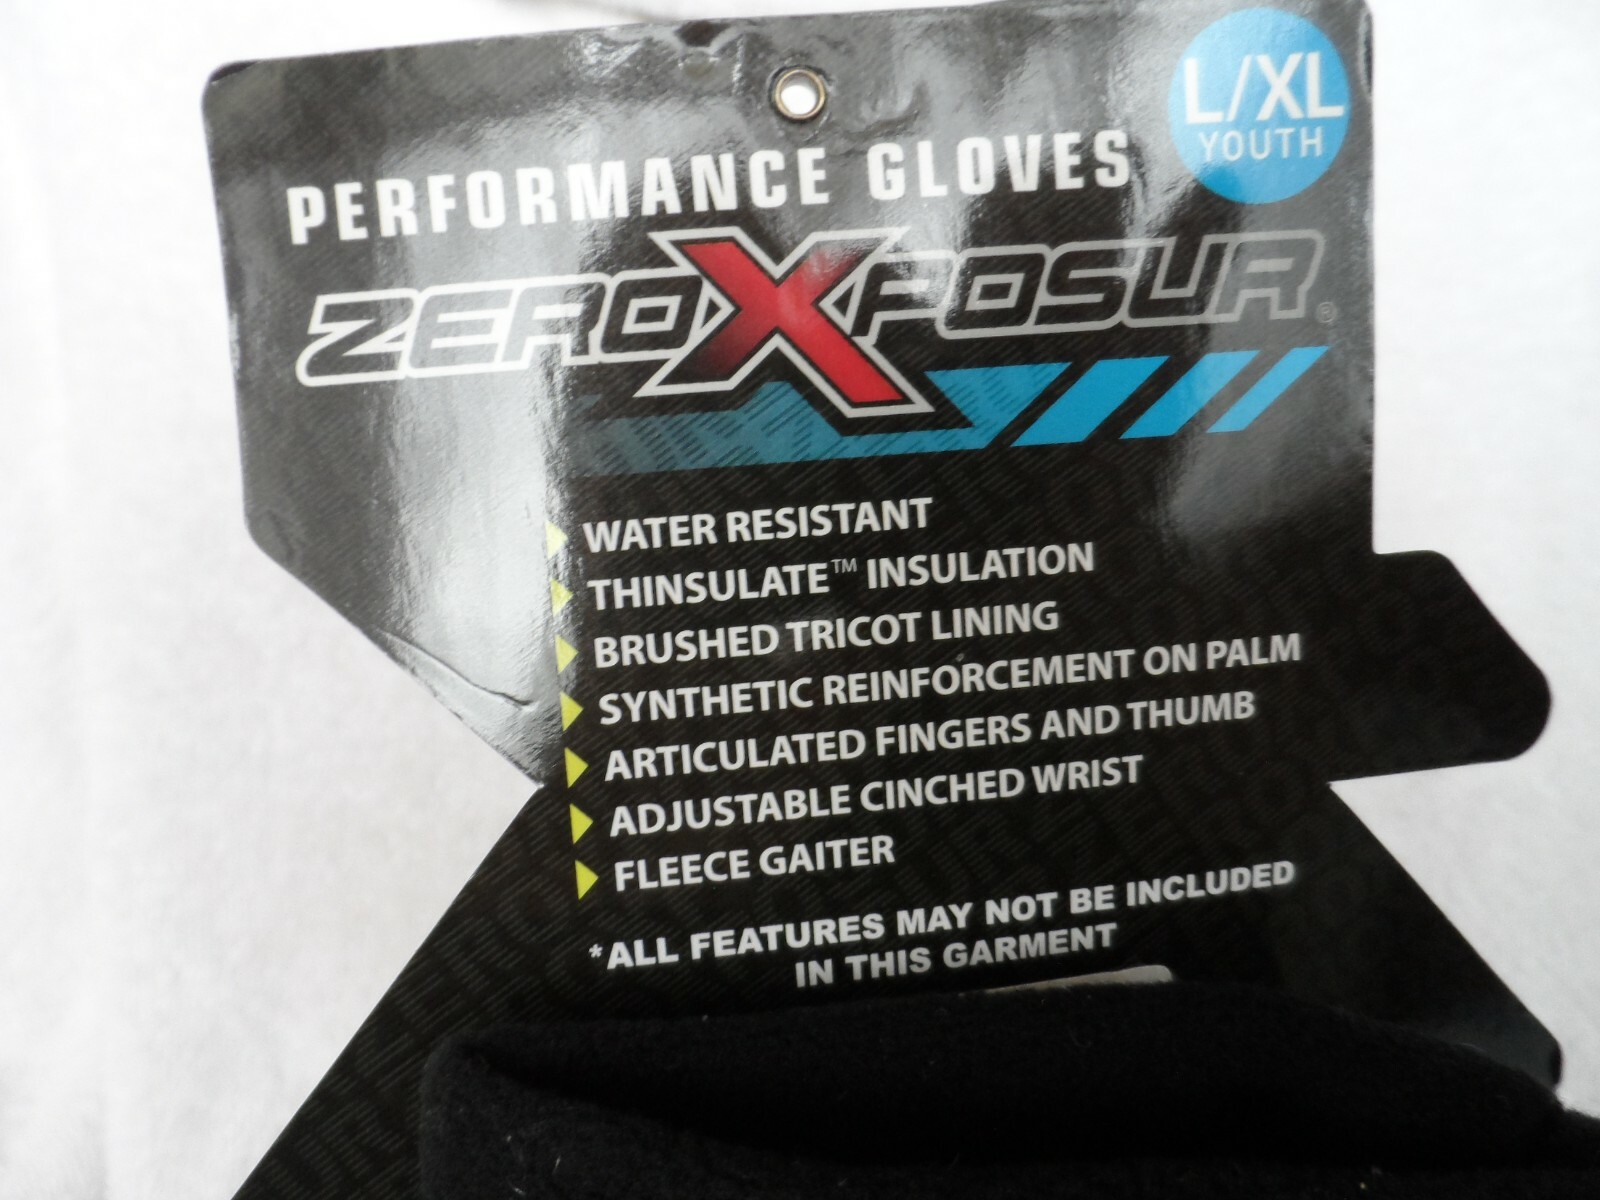 L/XL
YOUTH
PERFORMANCE GLOVES
ZEROXPOSUR®
WATER RESISTANT
THINSULATE™ INSULATION
BRUSHED TRICOT LINING
SYNTHETIC REINFORCEMENT ON PALM
ARTICULATED FINGERS AND THUMB
ADJUSTABLE CINCHED WRIST
FLEECE GAITER
*ALL FEATURES MAY NOT BE INCLUDED
IN THIS GARMENT